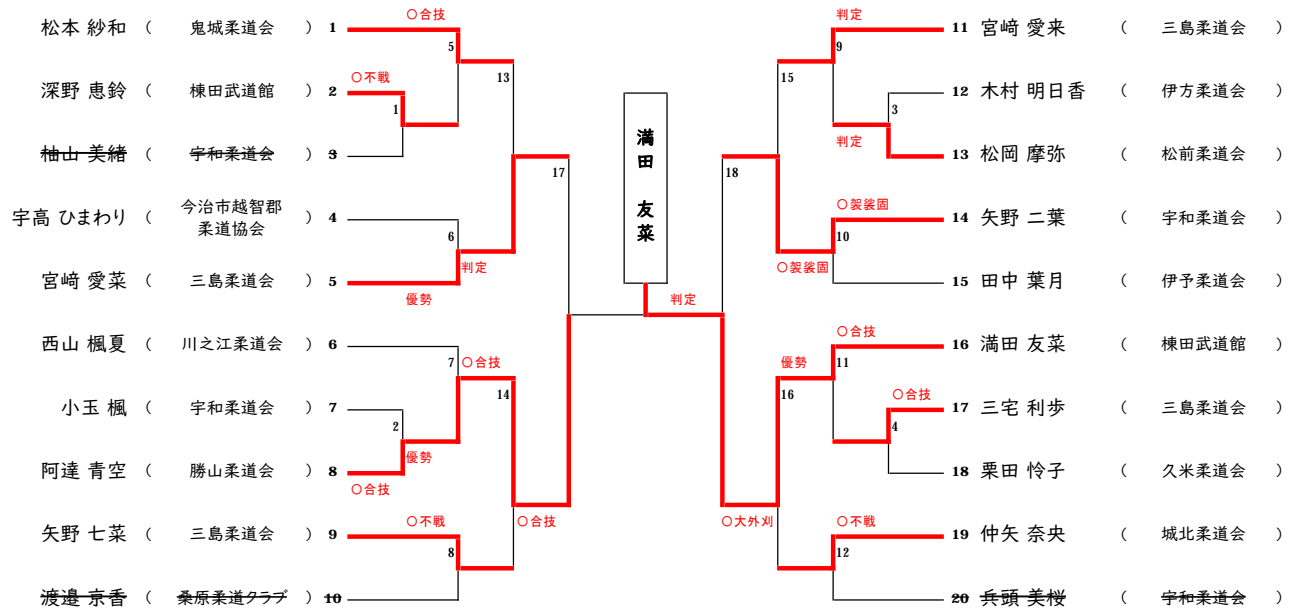 〇合技
判定
松本 紗和 ( 鬼城柔道会 ) 1
11 宮﨑 愛来 ( 三島柔道会 )
5
9
13
15
〇不戦
深野 恵鈴 ( 棟田武道館 ) 2
12 木村 明日香 ( 伊方柔道会 )
1
3
判定
柚山 美緒 ( 宇和柔道会 ) 3
13 松岡 摩弥 ( 松前柔道会 )
17
18
満田 友菜
宇高 ひまわり ( 今治市越智郡
柔道協会 ) 4
〇袈裟固
14 矢野 二葉 ( 宇和柔道会 )
6
10
判定
〇袈裟固
宮﨑 愛菜 ( 三島柔道会 ) 5
15 田中 葉月 ( 伊予柔道会 )
優勢
判定
〇合技
西山 楓夏 ( 川之江柔道会 ) 6
16 満田 友菜 ( 棟田武道館 )
7
〇合技
優勢
11
14
16
〇合技
小玉 楓 ( 宇和柔道会 ) 7
17 三宅 利歩 ( 三島柔道会 )
2
4
優勢
阿達 青空 ( 勝山柔道会 ) 8
18 栗田 怜子 ( 久米柔道会 )
〇合技
〇不戦
〇合技
〇大外刈
〇不戦
矢野 七菜 ( 三島柔道会 ) 9
19 仲矢 奈央 ( 城北柔道会 )
8
12
渡邉 京香 ( 桑原柔道クラブ ) 10
20 兵頭 美桜 ( 宇和柔道会 )